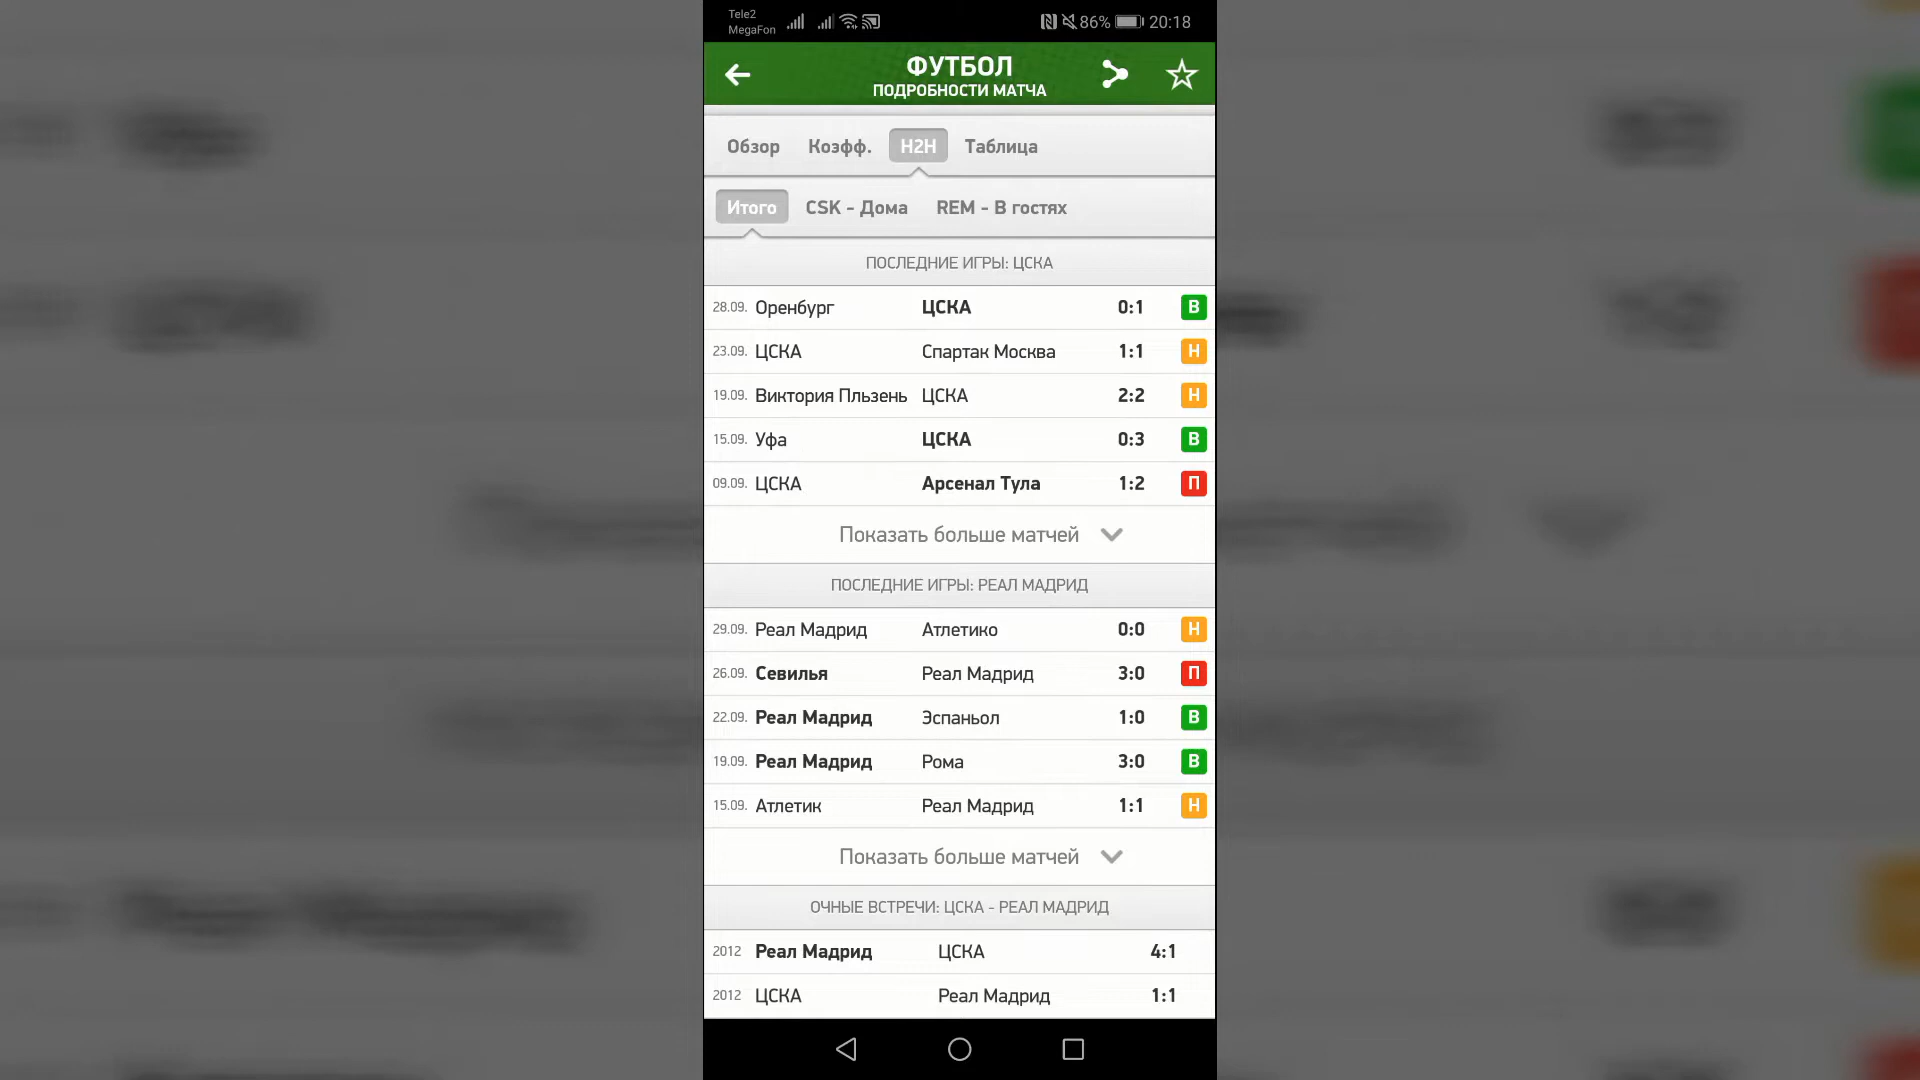 Tele2
MegaFon
86% 20:18
ФУТБОЛ
ПОДРОБНОСТИ МАТЧА
Обзор Коэфф. H2H Таблица
Итого CSK - Дома REM - В гостях
ПОСЛЕДНИЕ ИГРЫ: ЦСКА
28.09. Оренбург ЦСКА 0:1 В
23.09. ЦСКА Спартак Москва 1:1 Н
19.09. Виктория Пльзень ЦСКА 2:2 Н
15.09. Уфа ЦСКА 0:3 В
09.09. ЦСКА Арсенал Тула 1:2 П
Показать больше матчей
ПОСЛЕДНИЕ ИГРЫ: РЕАЛ МАДРИД
29.09. Реал Мадрид Атлетико 0:0 Н
26.09. Севилья Реал Мадрид 3:0 П
22.09. Реал Мадрид Эспаньол 1:0 В
19.09. Реал Мадрид Рома 3:0 В
15.09. Атлетик Реал Мадрид 1:1 Н
Показать больше матчей
ОЧНЫЕ ВСТРЕЧИ: ЦСКА - РЕАЛ МАДРИД
2012 Реал Мадрид ЦСКА 4:1
2012 ЦСКА Реал Мадрид 1:1